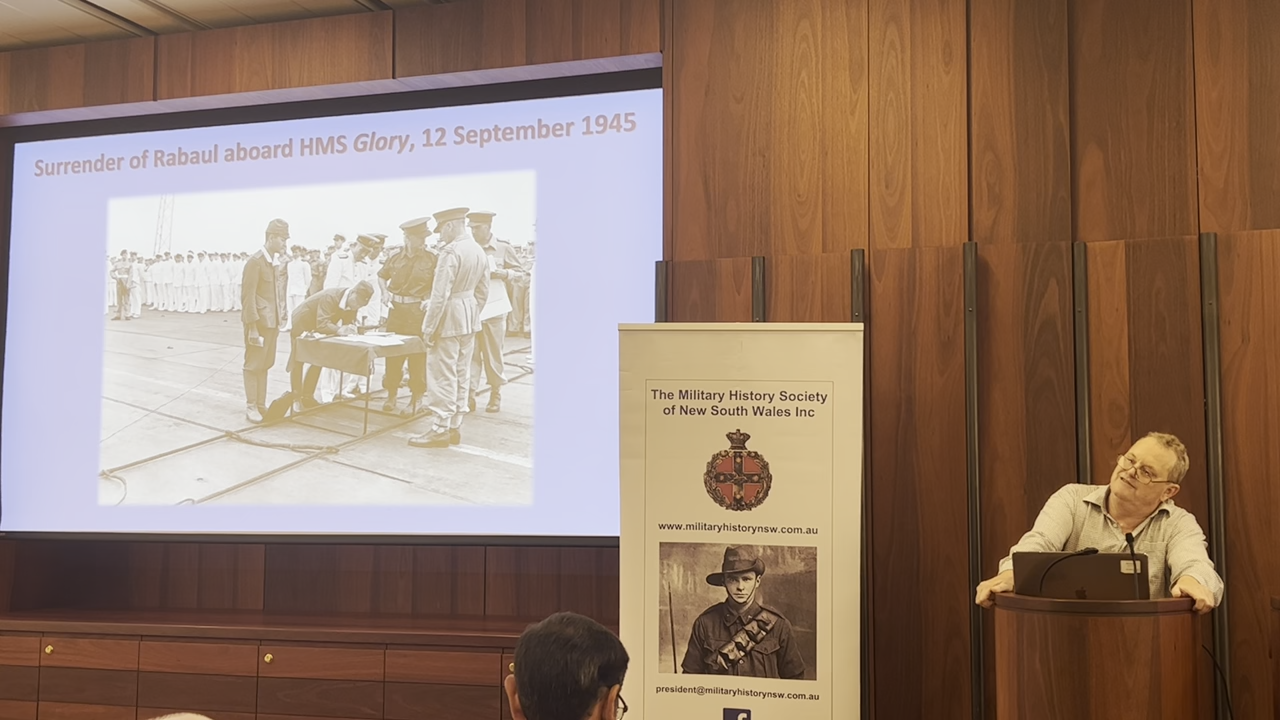 Surrender of Rabaul aboard HMS Glory, 12 September 1945
The Military History Society
of New South Wales Inc
www.militaryhistorynsw.com.au
president@militaryhistorynsw.com.au